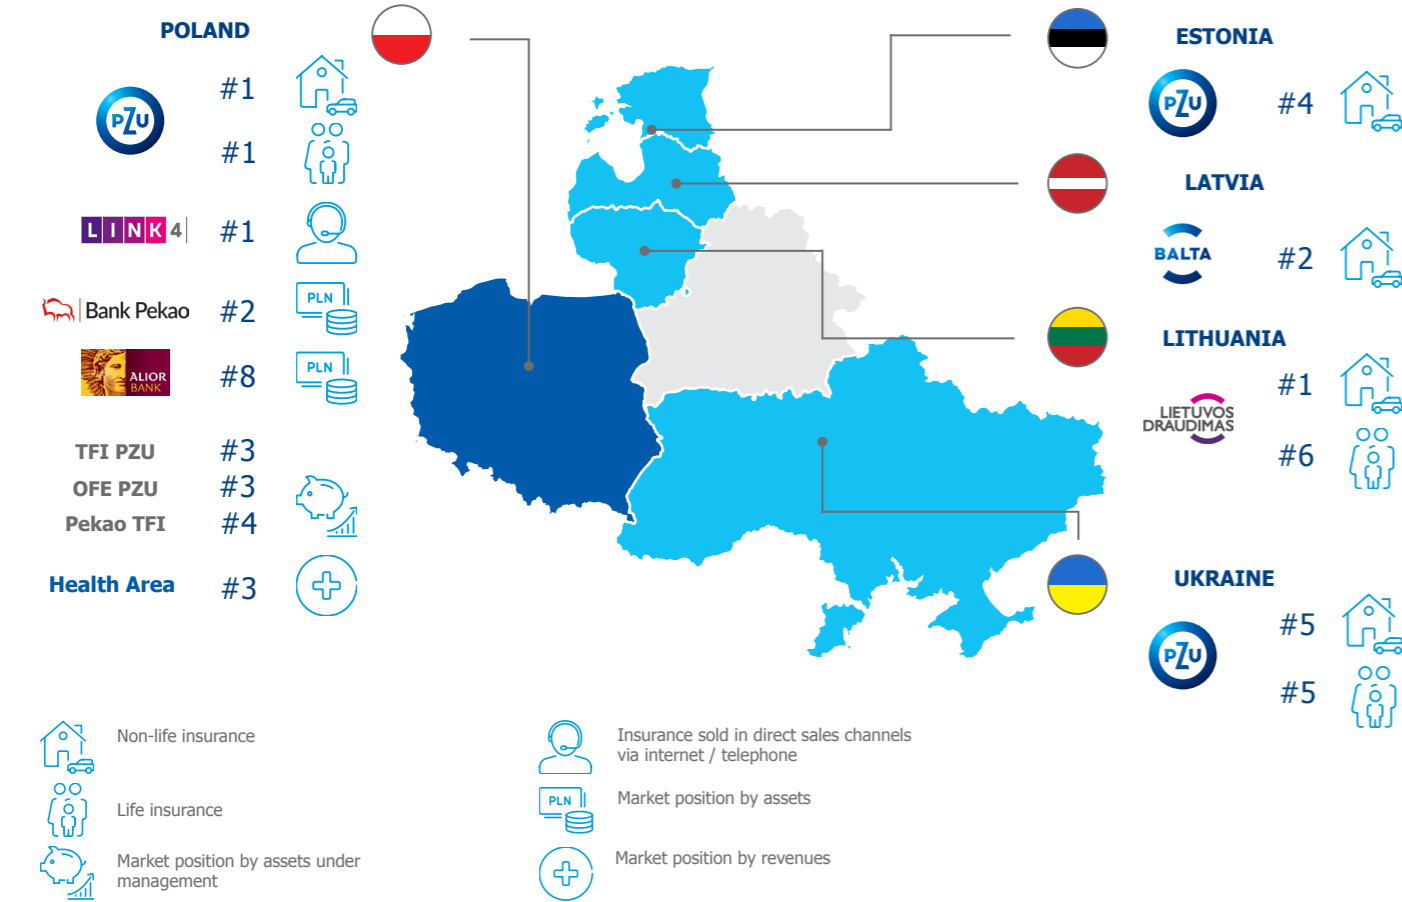 POLAND
PZU
#1
#1
LINK4
#1
Bank Pekao
#2
PLN
ALIOR
BANK
#8
PLN
TFI PZU
#3
OFE PZU
#3
Pekao TFI
#4
Health Area
#3
ESTONIA
PZU
#4
LATVIA
BALTA
#2
LITHUANIA
#1
LIETUVOS
DRAUDIMAS
#6
UKRAINE
#5
PZU
#5
Non-life insurance
Life insurance
Market position by assets under
management
Insurance sold in direct sales channels
via internet / telephone
PLN
Market position by assets
Market position by revenues